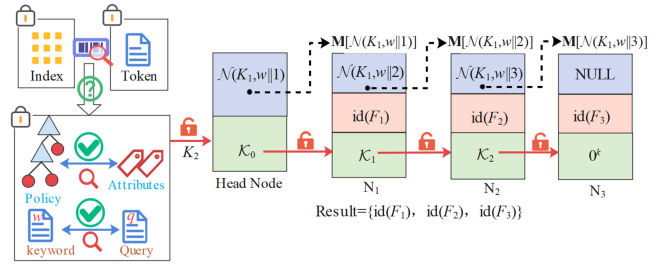 M[𝒩(K₁,w||1)] M[𝒩(K₁,w||2)] M[𝒩(K₁,w||3)]
Index Token
𝒩(K₁,w||1) 𝒩(K₁,w||2) 𝒩(K₁,w||3) NULL
?
id(F₁) id(F₂) id(F₃)
K₂ 𝒦₀ 𝒦₁ 𝒦₂ 0ᵏ
Policy Attributes
Head Node N₁ N₂ N₃
w q
Result={id(F₁), id(F₂), id(F₃)}
keyword Query